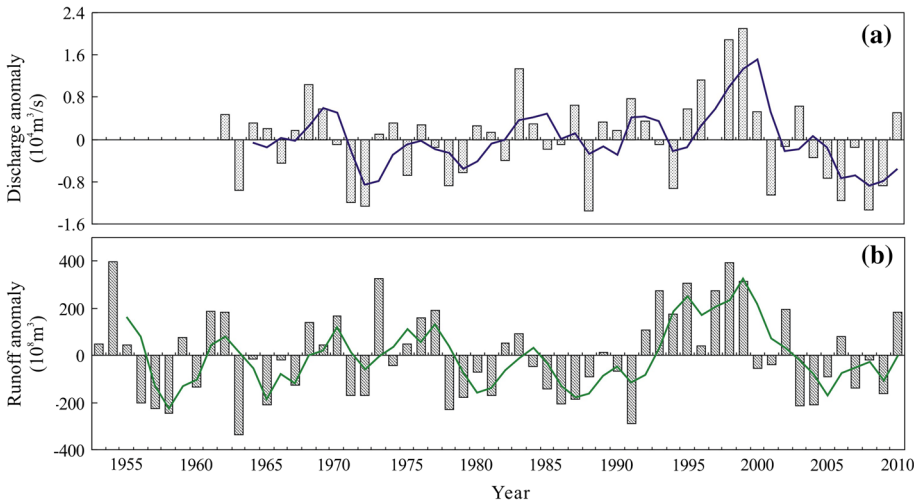 (a)
2.4
1.6
0.8
0
-0.8
-1.6
Discharge anomaly
(10⁴m³/s)
(b)
400
200
0
-200
-400
Runoff anomaly
(10⁸m³)
1955 1960 1965 1970 1975 1980 1985 1990 1995 2000 2005 2010
Year